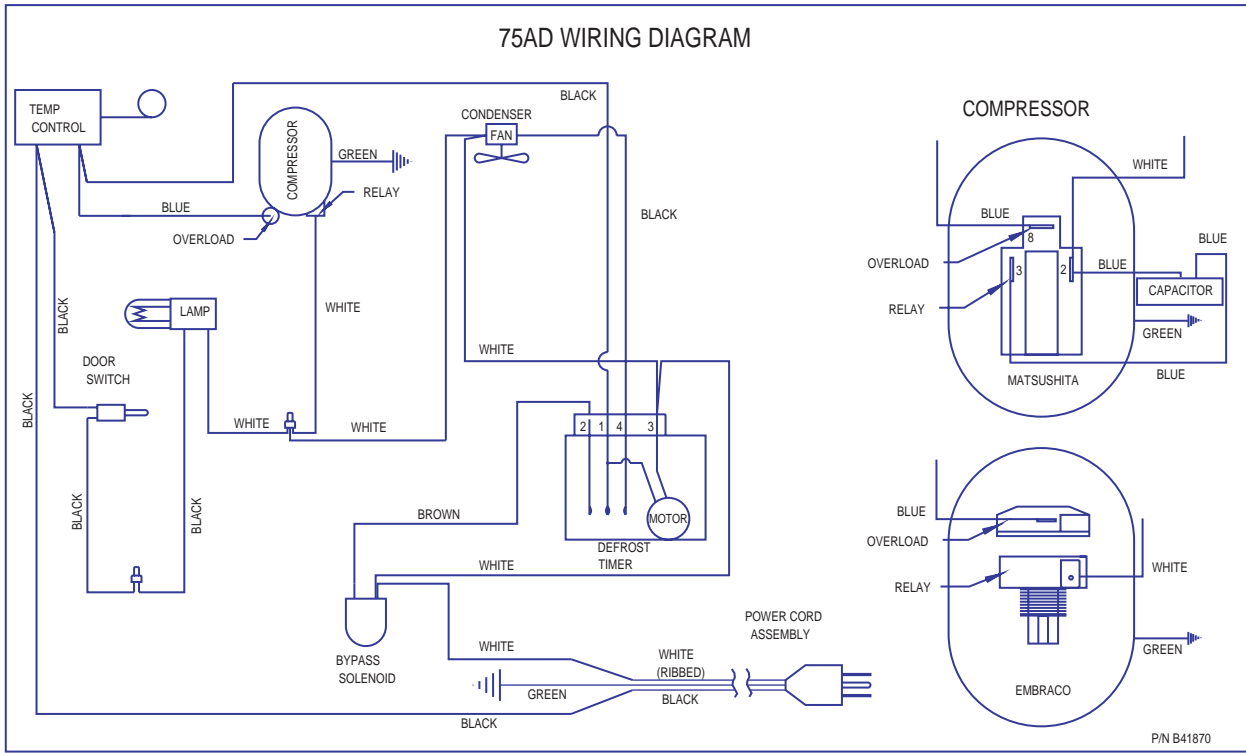 75AD WIRING DIAGRAM
TEMP
CONTROL
BLACK
CONDENSER
FAN
COMPRESSOR
GREEN
RELAY
BLUE
OVERLOAD
BLACK
WHITE
BLACK
LAMP
DOOR
SWITCH
BLACK
WHITE
WHITE
WHITE
2
1
4
3
BLACK
BLACK
BROWN
MOTOR
DEFROST
TIMER
WHITE
BYPASS
SOLENOID
WHITE
GREEN
BLACK
WHITE
(RIBBED)
BLACK
POWER CORD
ASSEMBLY
COMPRESSOR
WHITE
BLUE
8
OVERLOAD
3
2
BLUE
BLUE
RELAY
CAPACITOR
GREEN
MATSUSHITA
BLUE
BLUE
OVERLOAD
RELAY
WHITE
GREEN
EMBRACO
P/N B41870